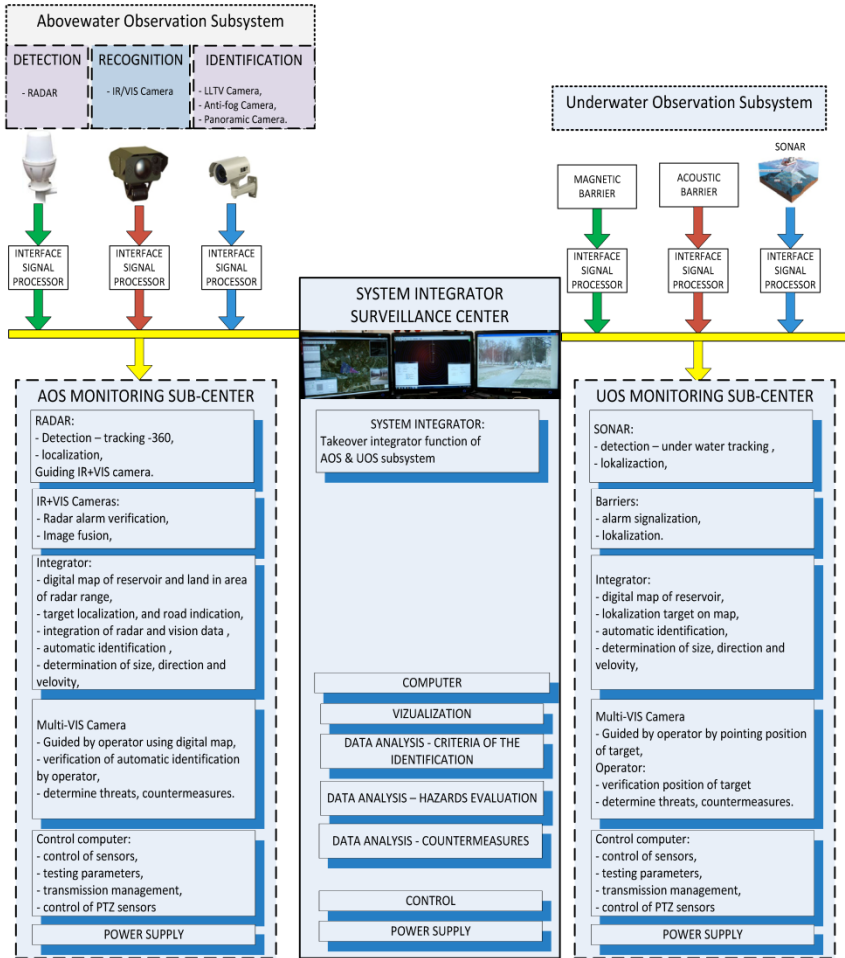 Abovewater Observation Subsystem
DETECTION
- RADAR
RECOGNITION
- IR/VIS Camera
IDENTIFICATION
- LLTV Camera,
- Anti-fog Camera,
- Panoramic Camera.
INTERFACE
SIGNAL
PROCESSOR
INTERFACE
SIGNAL
PROCESSOR
INTERFACE
SIGNAL
PROCESSOR
Underwater Observation Subsystem
MAGNETIC
BARRIER
ACOUSTIC
BARRIER
SONAR
INTERFACE
SIGNAL
PROCESSOR
INTERFACE
SIGNAL
PROCESSOR
INTERFACE
SIGNAL
PROCESSOR
AOS MONITORING SUB-CENTER
RADAR:
- Detection – tracking -360,
- localization,
Guiding IR+VIS camera.
IR+VIS Cameras:
- Radar alarm verification,
- Image fusion,
Integrator:
- digital map of reservoir and land in area
of radar range,
- target localization, and road indication,
- integration of radar and vision data ,
- automatic identification ,
- determination of size, direction and
velovity,
Multi-VIS Camera
- Guided by operator using digital map,
- verification of automatic identification
by operator,
- determine threats, countermeasures.
Control computer:
- control of sensors,
- testing parameters,
- transmission management,
- control of PTZ sensors
POWER SUPPLY
SYSTEM INTEGRATOR
SURVEILLANCE CENTER
SYSTEM INTEGRATOR:
Takeover integrator function of
AOS & UOS subsystem
COMPUTER
VIZUALIZATION
DATA ANALYSIS - CRITERIA OF THE
IDENTIFICATION
DATA ANALYSIS – HAZARDS EVALUATION
DATA ANALYSIS - COUNTERMEASURES
CONTROL
POWER SUPPLY
UOS MONITORING SUB-CENTER
SONAR:
- detection – under water tracking ,
- lokalizaction,
Barriers:
- alarm signalization,
- lokalization.
Integrator:
- digital map of reservoir,
- lokalization target on map,
- automatic identification,
- determination of size, direction and
velovity,
Multi-VIS Camera
- Guided by operator by pointing position
of target,
Operator:
- verification position of target
- determine threats, countermeasures.
Control computer:
- control of sensors,
- testing parameters,
- transmission management,
- control of PTZ sensors
POWER SUPPLY